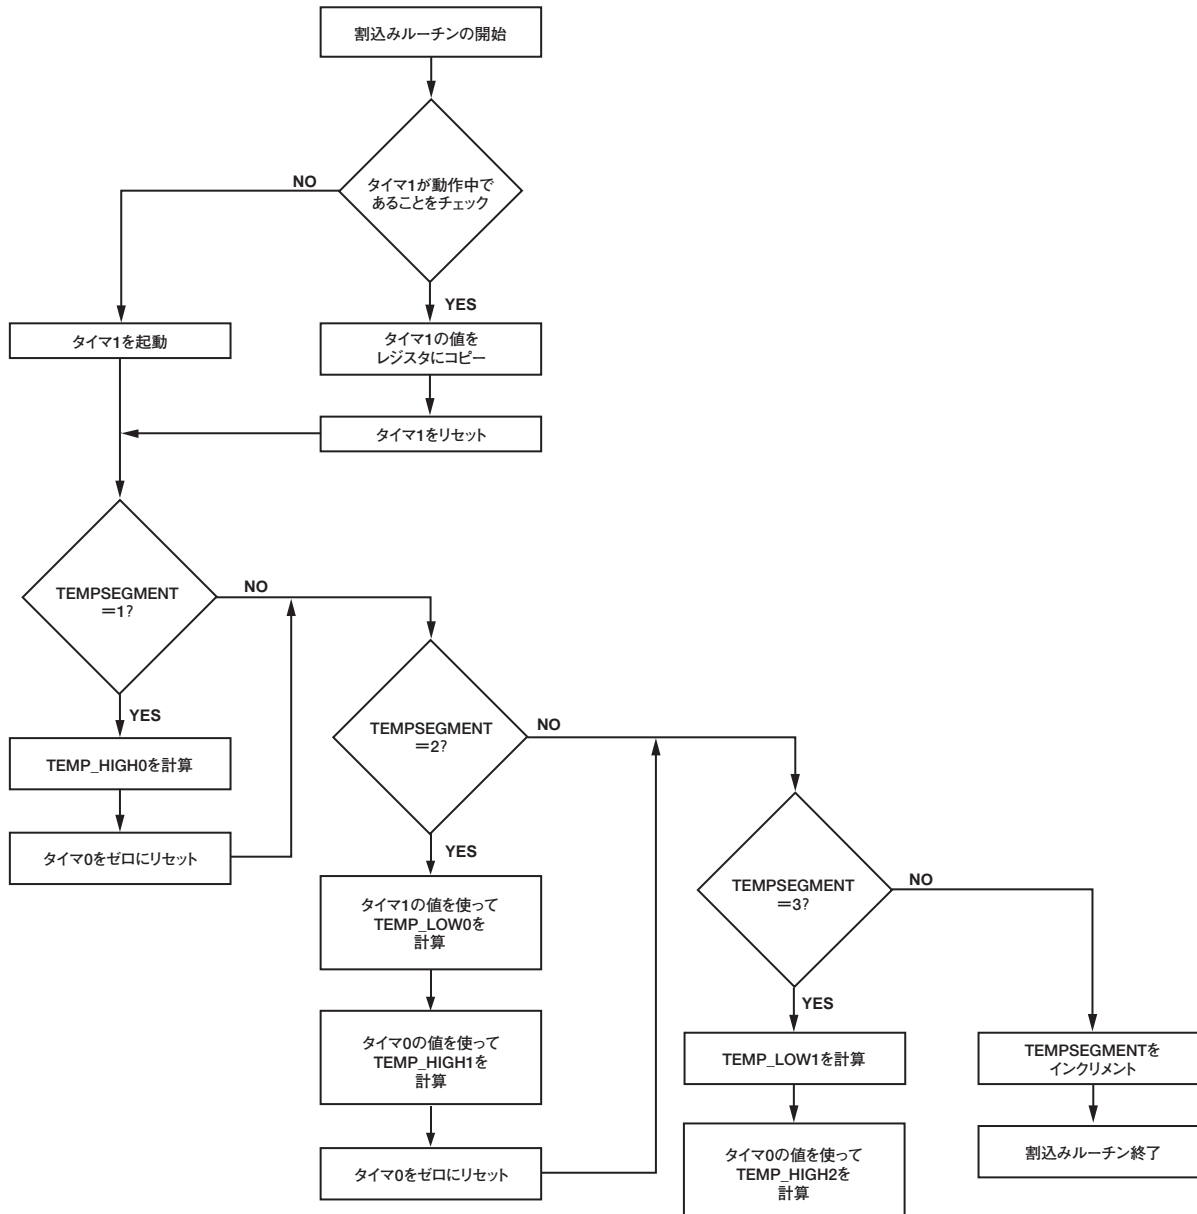 割込みルーチンの開始
タイマ1が動作中で
あることをチェック
NO
YES
タイマ1を起動
タイマ1の値を
レジスタにコピー
タイマ1をリセット
TEMPSEGMENT
=1?
NO
YES
TEMP_HIGH0を計算
タイマ0をゼロにリセット
TEMPSEGMENT
=2?
NO
YES
タイマ1の値を使って
TEMP_LOW0を
計算
タイマ0の値を使って
TEMP_HIGH1を
計算
タイマ0をゼロにリセット
TEMPSEGMENT
=3?
NO
YES
TEMP_LOW1を計算
タイマ0の値を使って
TEMP_HIGH2を
計算
TEMPSEGMENTを
インクリメント
割込みルーチン終了